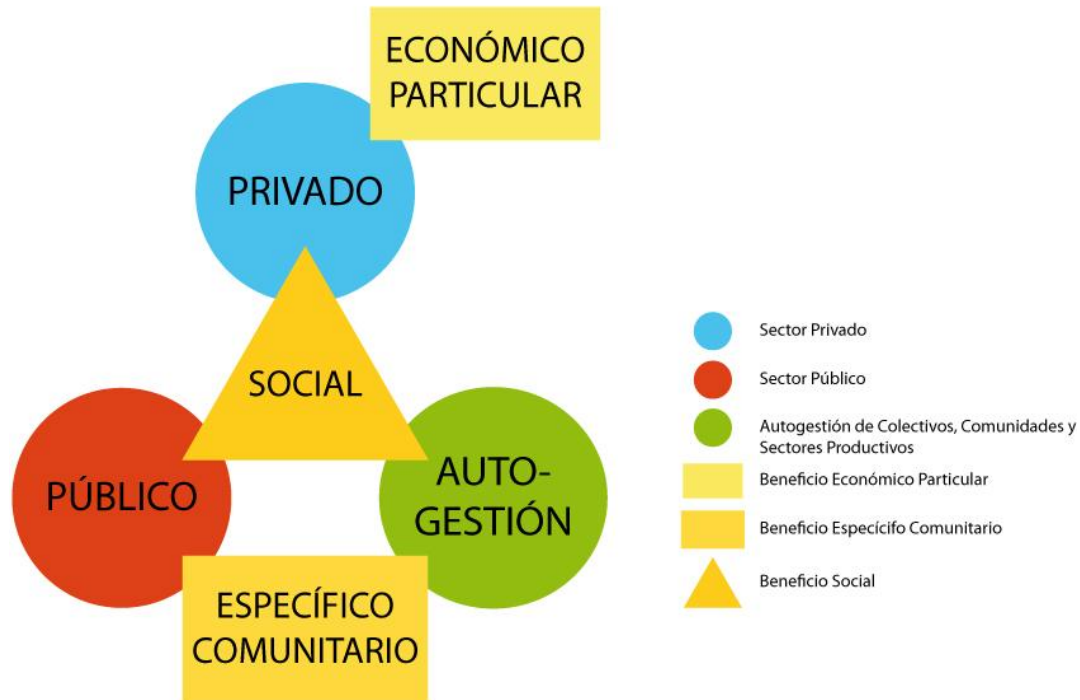 ECONÓMICO
PARTICULAR
PRIVADO
SOCIAL
PÚBLICO
AUTO-
GESTIÓN
ESPECÍFICO
COMUNITARIO
Sector Privado
Sector Público
Autogestión de Colectivos, Comunidades y
Sectores Productivos
Beneficio Económico Particular
Beneficio Especícifo Comunitario
Beneficio Social